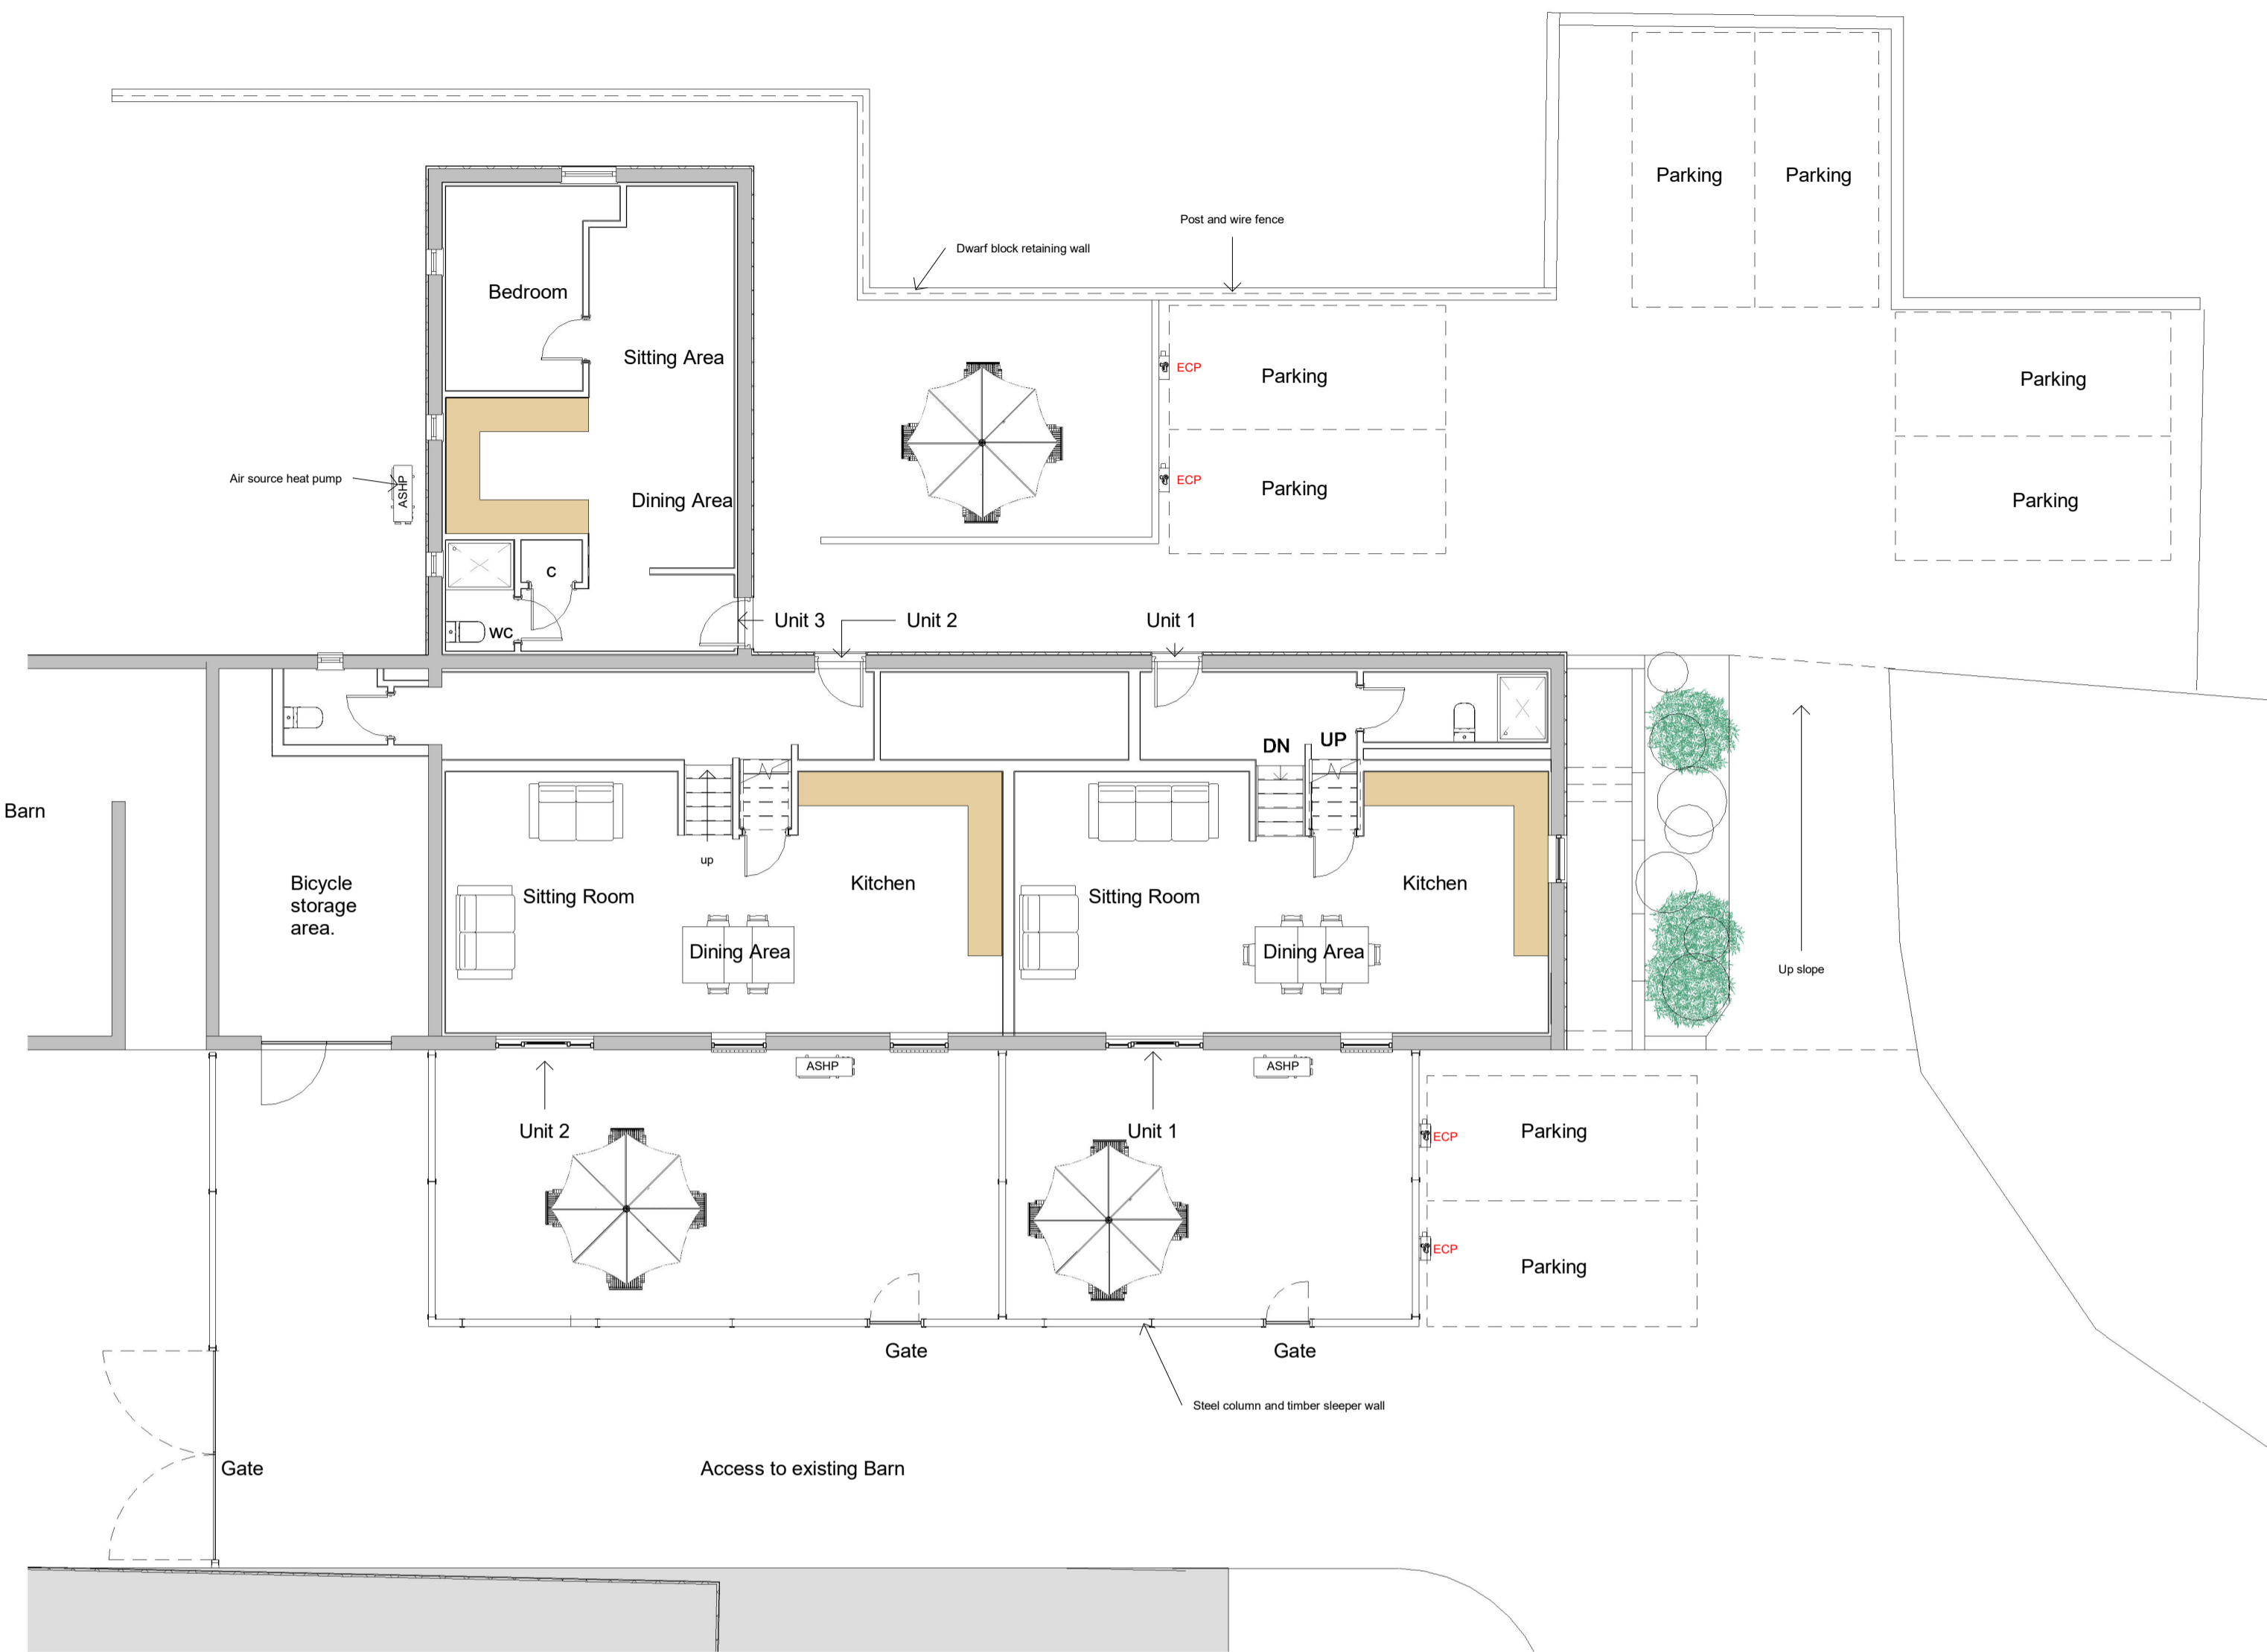 Parking
Parking
Post and wire fence
Dwarf block retaining wall
Bedroom
Sitting Area
ECP
Parking
Parking
Air source heat pump
ASHP
Dining Area
ECP
Parking
Parking
C
WC
Unit 3
Unit 2
Unit 1
DN
UP
Barn
up
Bicycle
storage
area.
Sitting Room
Kitchen
Sitting Room
Kitchen
Dining Area
Dining Area
Up slope
ASHP
ASHP
Unit 2
Unit 1
ECP
Parking
ECP
Parking
Gate
Gate
Steel column and timber sleeper wall
Gate
Access to existing Barn